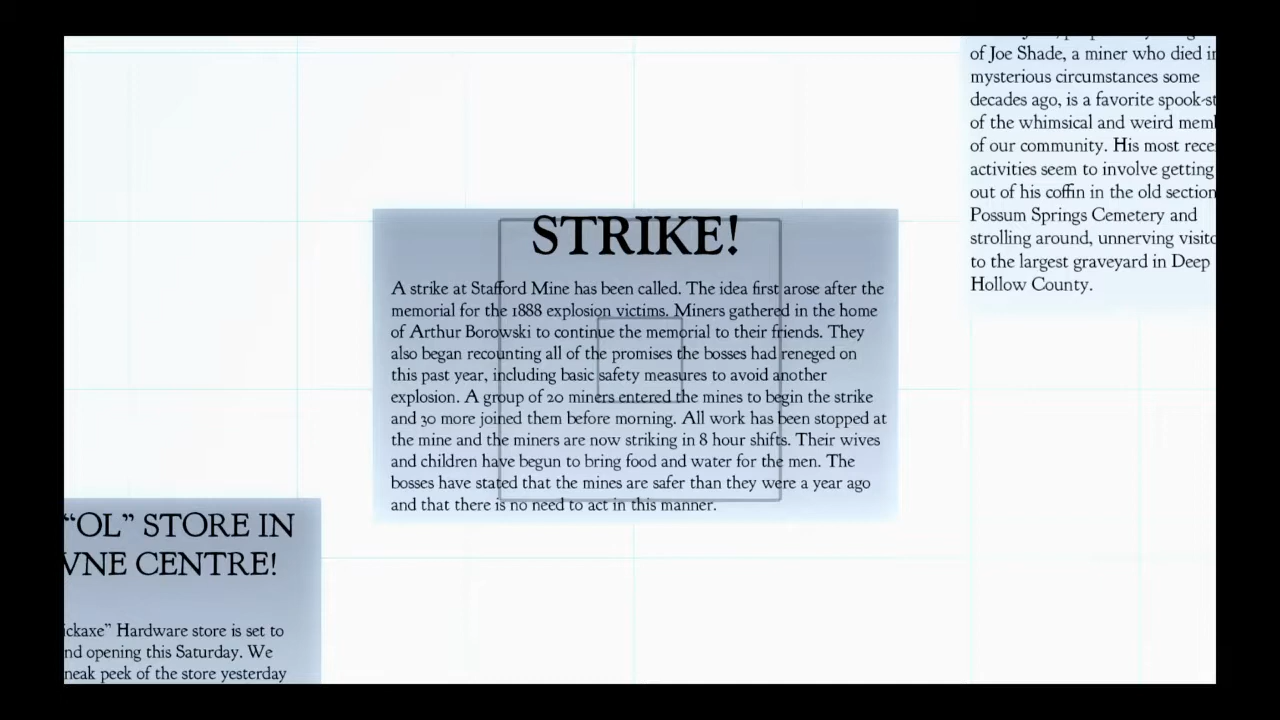 STRIKE!
A strike at Stafford Mine has been called. The idea first arose after the
memorial for the 1888 explosion victims. Miners gathered in the home
of Arthur Borowski to continue the memorial to their friends. They
also began recounting all of the promises the bosses had reneged on
this past year, including basic safety measures to avoid another
explosion. A group of 20 miners entered the mines to begin the strike
and 30 more joined them before morning. All work has been stopped at
the mine and the miners are now striking in 8 hour shifts. Their wives
and children have begun to bring food and water for the men. The
bosses have stated that the mines are safer than they were a year ago
and that there is no need to act in this manner.
of Joe Shade, a miner who died in
mysterious circumstances some
decades ago, is a favorite spook-st
of the whimsical and weird mem
of our community. His most rece
activities seem to involve getting
out of his coffin in the old section
Possum Springs Cemetery and
strolling around, unnerving visito
to the largest graveyard in Deep
Hollow County.
“OL” STORE IN
VNE CENTRE!
ickaxe” Hardware store is set to
nd opening this Saturday. We
neak peek of the store yesterday